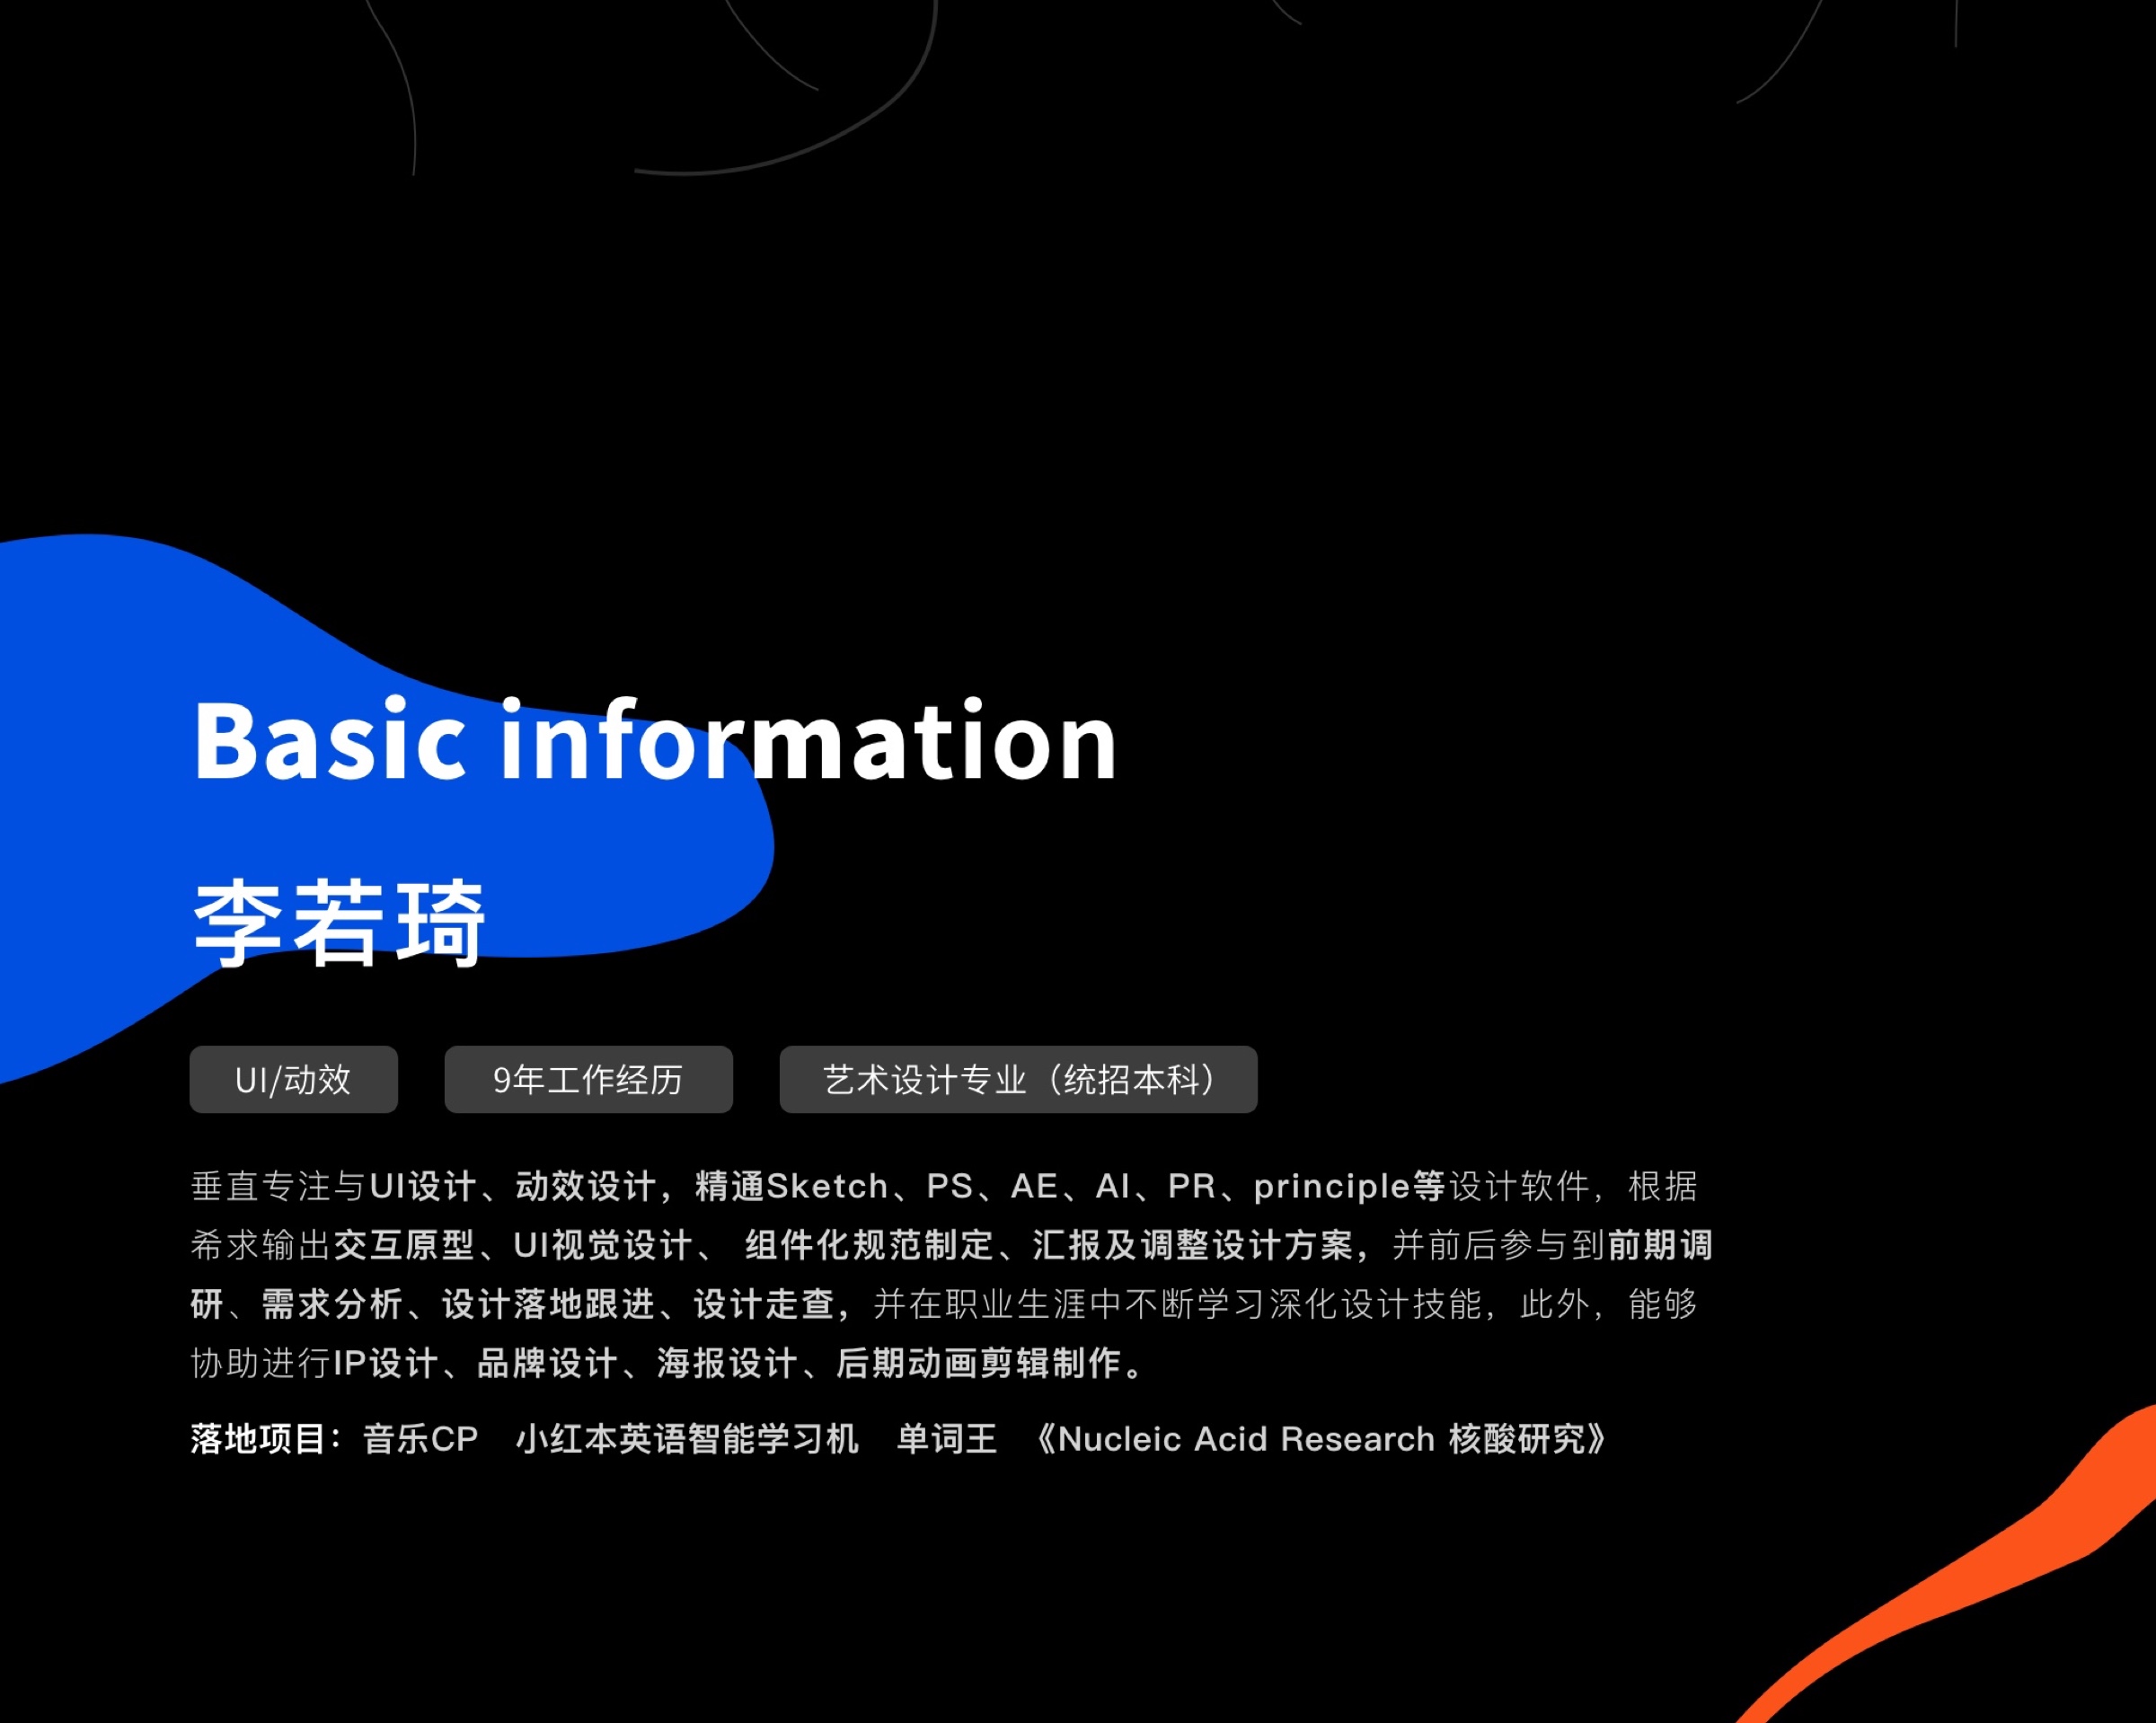 Basic information
李若琦
UI/动效
9年工作经历
艺术设计专业（统招本科）
垂直专注与UI设计、动效设计，精通Sketch、PS、AE、AI、PR、principle等设计软件，根据
希求输出交互原型、UI视觉设计、 组件化规范制定、汇报及调整设计方案，并前后参与到前期调
研、需求分析、设计落地跟进、设计走查，并在职业生涯中不断学习深化设计技能，此外，能够
协助进行IP设计、品牌设计、海报设计、后期动画剪辑制作。
落地项目：音乐CP 小红本英语智能学习机 单词王 《Nucleic Acid Research 核酸研究》